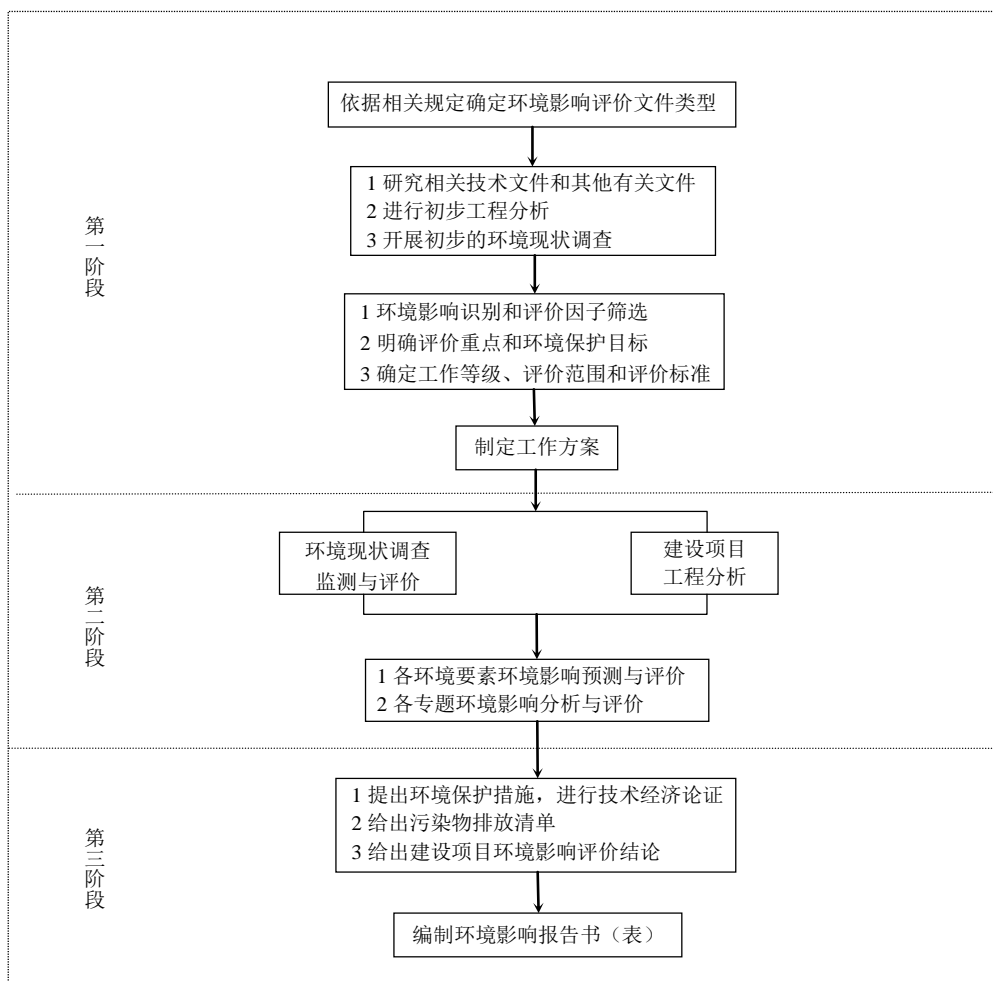 依据相关规定确定环境影响评价文件类型
1 研究相关技术文件和其他有关文件
2 进行初步工程分析
3 开展初步的环境现状调查
第一阶段
1 环境影响识别和评价因子筛选
2 明确评价重点和环境保护目标
3 确定工作等级、评价范围和评价标准
制定工作方案
环境现状调查
监测与评价
建设项目
工程分析
第二阶段
1 各环境要素环境影响预测与评价
2 各专题环境影响分析与评价
1 提出环境保护措施，进行技术经济论证
2 给出污染物排放清单
3 给出建设项目环境影响评价结论
第三阶段
编制环境影响报告书（表）